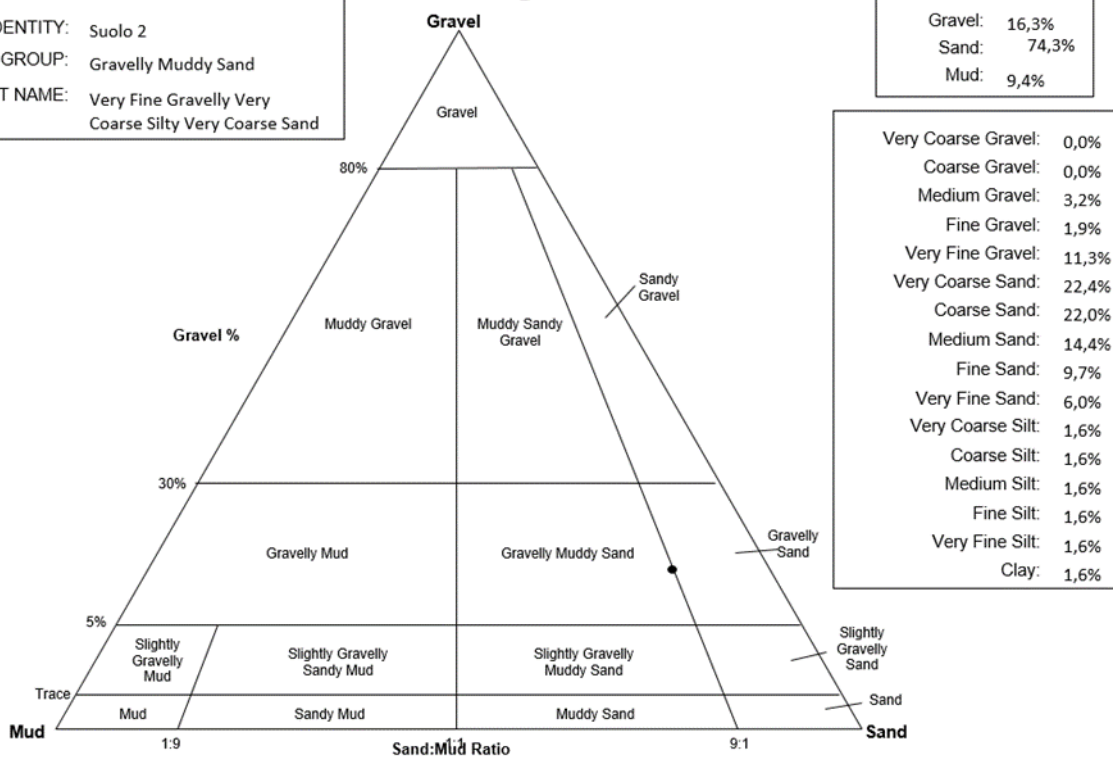 DENTITY: Suolo 2
GROUP: Gravelly Muddy Sand
T NAME: Very Fine Gravelly Very
Coarse Silty Very Coarse Sand
Gravel: 16,3%
Sand: 74,3%
Mud: 9,4%
Very Coarse Gravel: 0,0%
Coarse Gravel: 0,0%
Medium Gravel: 3,2%
Fine Gravel: 1,9%
Very Fine Gravel: 11,3%
Very Coarse Sand: 22,4%
Coarse Sand: 22,0%
Medium Sand: 14,4%
Fine Sand: 9,7%
Very Fine Sand: 6,0%
Very Coarse Silt: 1,6%
Coarse Silt: 1,6%
Medium Silt: 1,6%
Fine Silt: 1,6%
Very Fine Silt: 1,6%
Clay: 1,6%
Gravel
Gravel
80%
Sandy
Gravel
Muddy Gravel
Muddy Sandy
Gravel
Gravel %
30%
Gravelly Mud
Gravelly Muddy Sand
Gravelly
Sand
5%
Slightly
Gravelly
Mud
Slightly Gravelly
Sandy Mud
Slightly Gravelly
Muddy Sand
Slightly
Gravelly
Sand
Trace
Mud
Sandy Mud
Muddy Sand
Sand
Mud
Sand
1:9
1:1
9:1
Sand:Mud Ratio